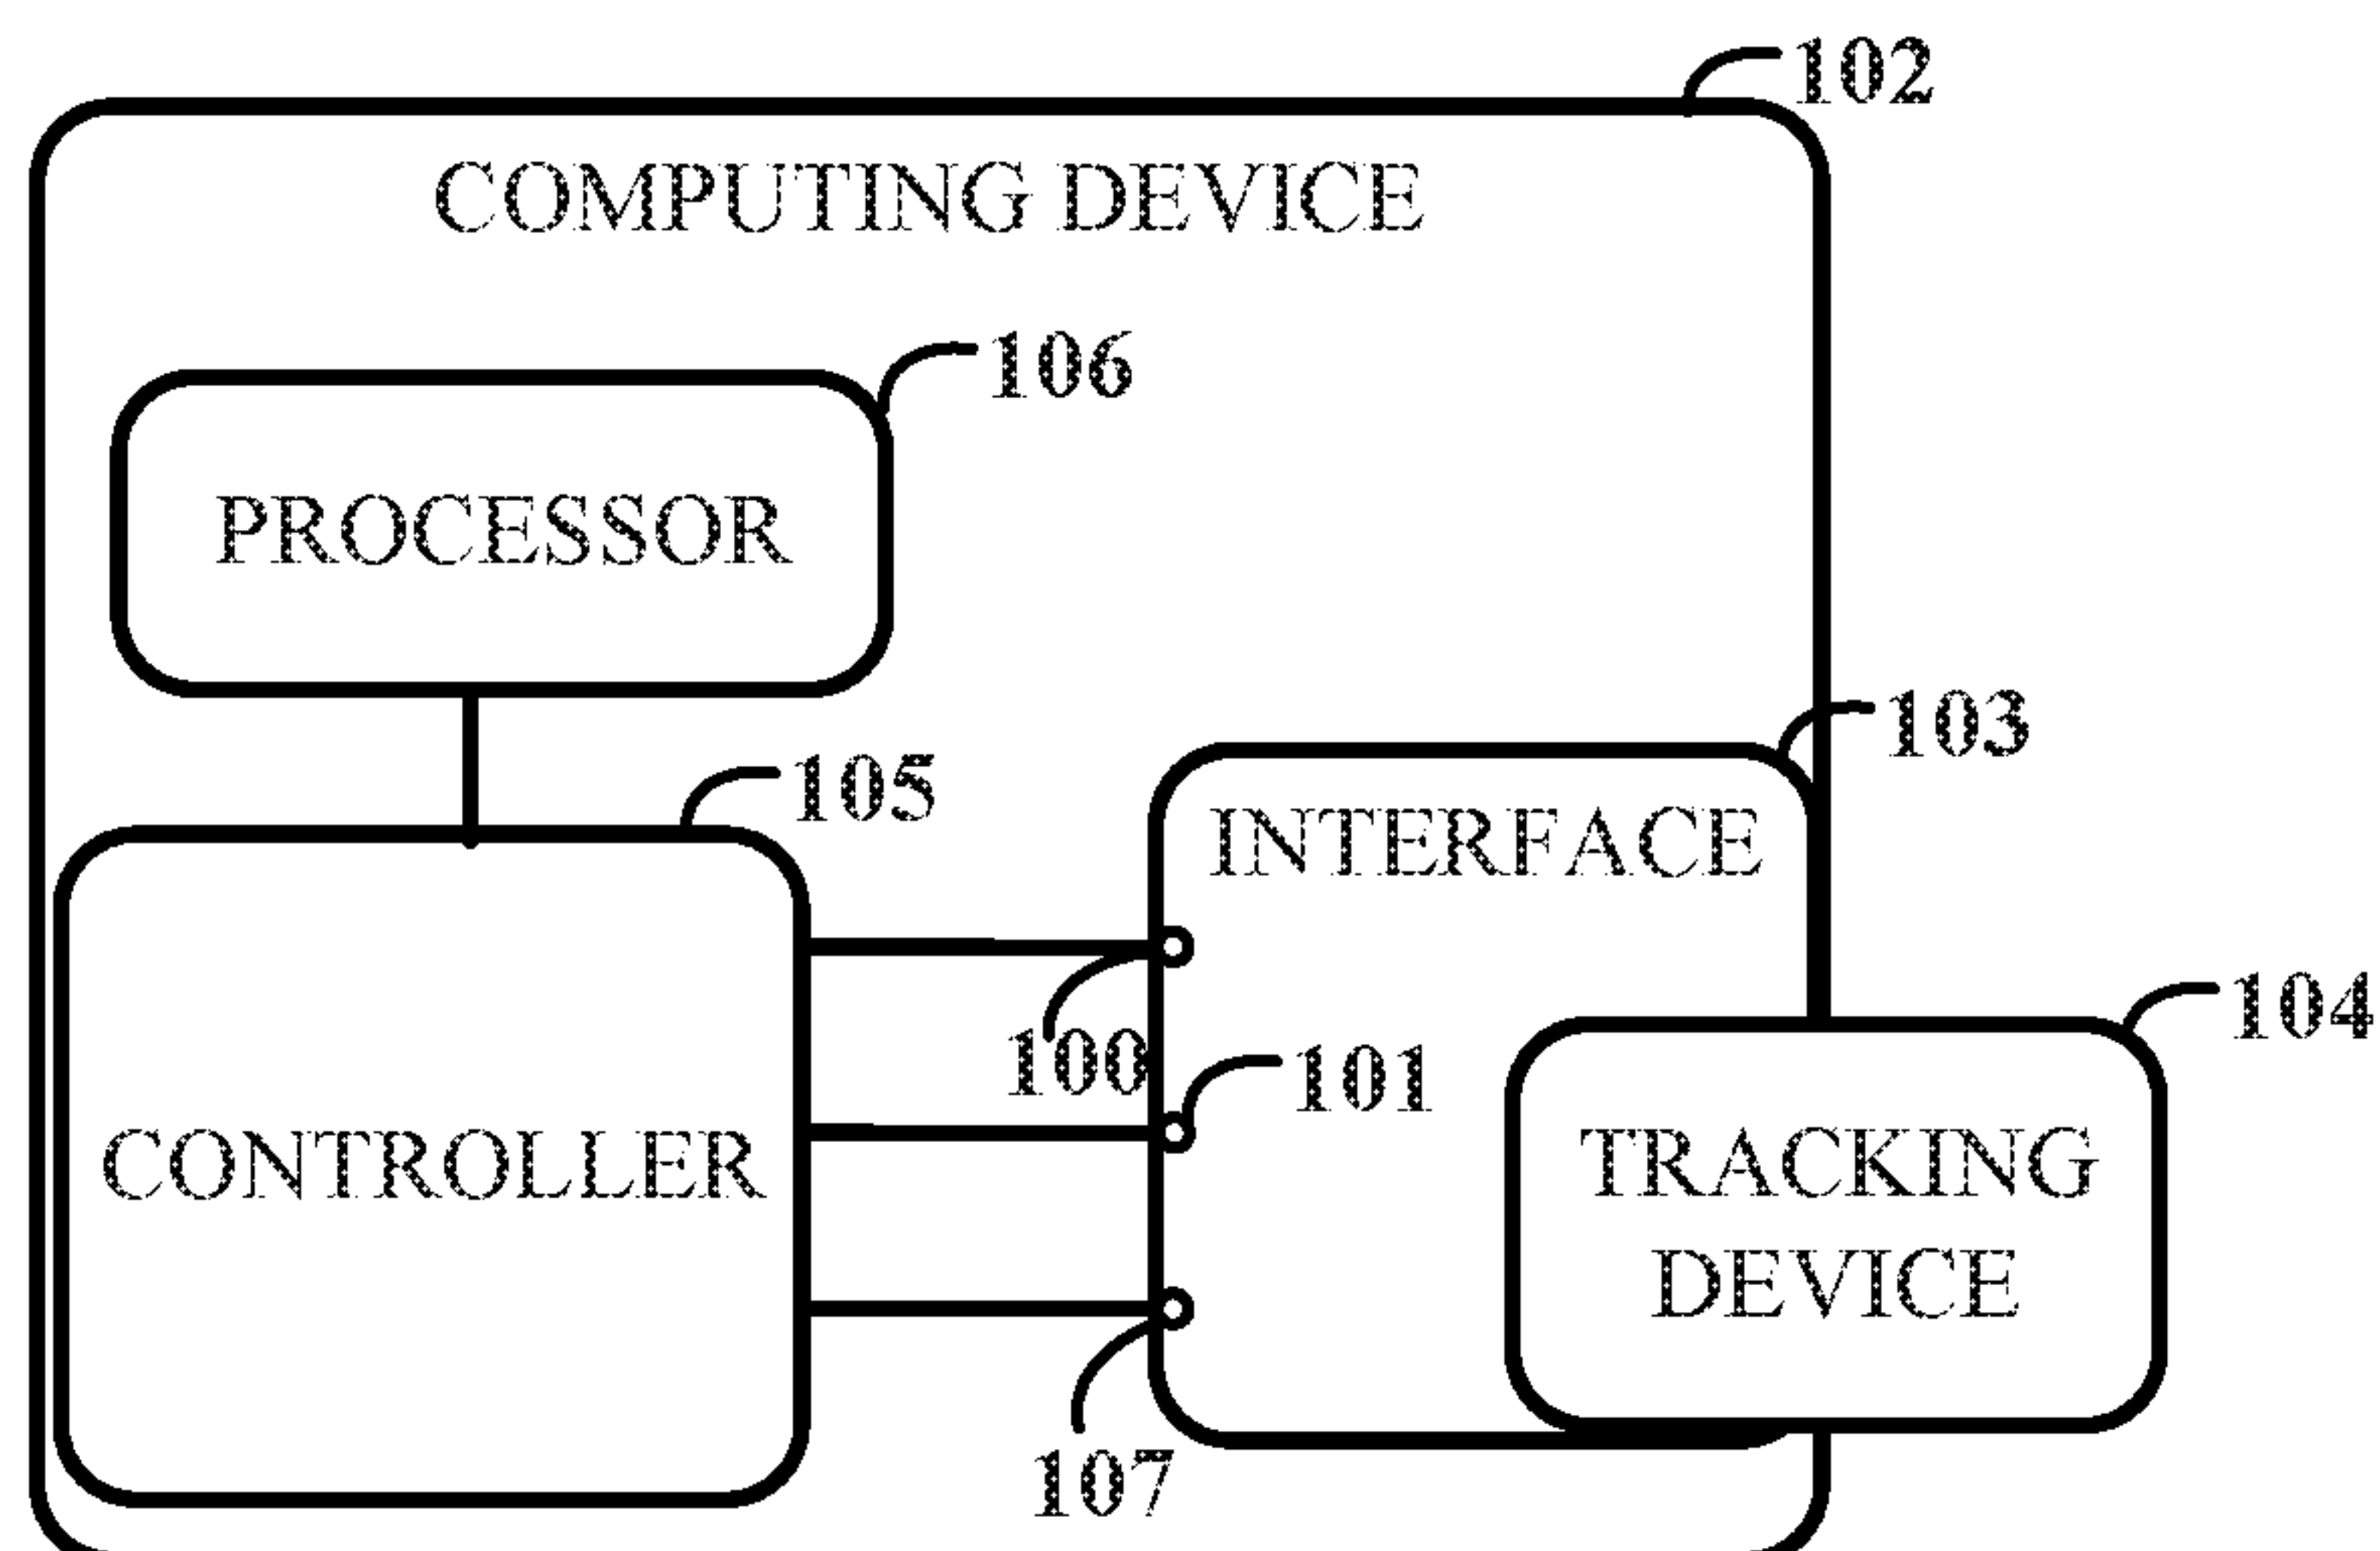 102
COMPUTING DEVICE
106
PROCESSOR
103
105
INTERFACE
104
100
101
CONTROLLER
TRACKING
DEVICE
107